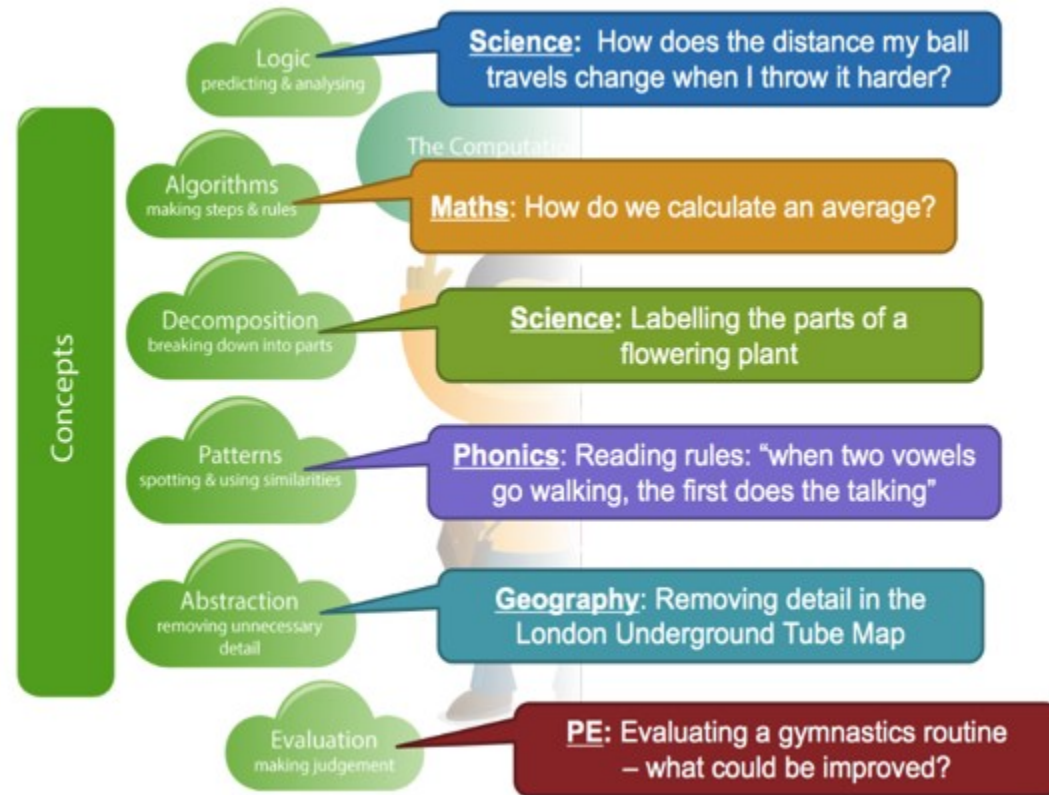 Concepts
Logic
predicting & analysing
Science: How does the distance my ball
travels change when I throw it harder?
The Computati
Algorithms
making steps & rules
Maths: How do we calculate an average?
Decomposition
breaking down into parts
Science: Labelling the parts of a
flowering plant
Patterns
spotting & using similarities
Phonics: Reading rules: “when two vowels
go walking, the first does the talking”
Abstraction
removing unnecessary
detail
Geography: Removing detail in the
London Underground Tube Map
Evaluation
making judgement
PE: Evaluating a gymnastics routine
– what could be improved?